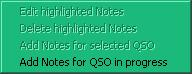 Edit highlighted Notes
Delete highlighted Notes
Add Notes for selected QSO
Add Notes for QSO in progress